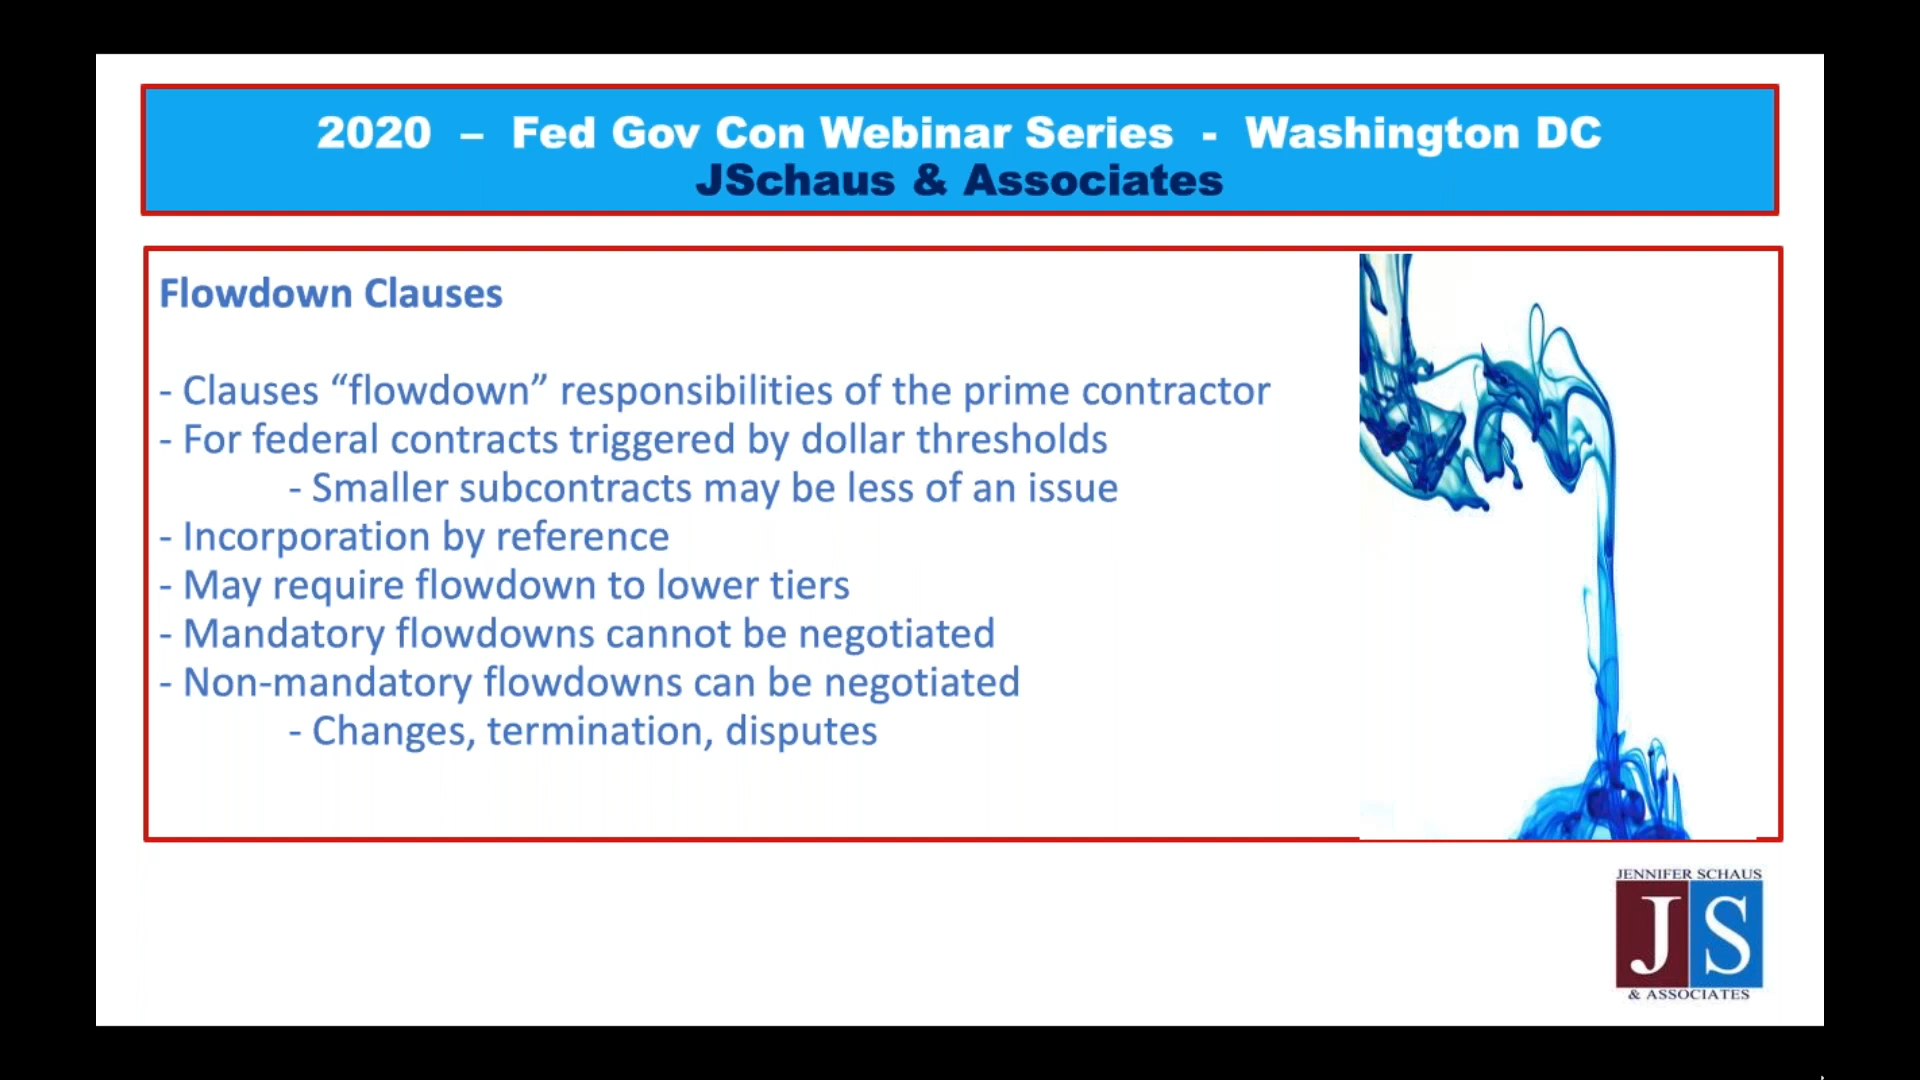 2020 – Fed Gov Con Webinar Series - Washington DC
JSchaus & Associates
Flowdown Clauses
- Clauses “flowdown” responsibilities of the prime contractor
- For federal contracts triggered by dollar thresholds
- Smaller subcontracts may be less of an issue
- Incorporation by reference
- May require flowdown to lower tiers
- Mandatory flowdowns cannot be negotiated
- Non-mandatory flowdowns can be negotiated
- Changes, termination, disputes
JENNIFER SCHAUS
JS
& ASSOCIATES